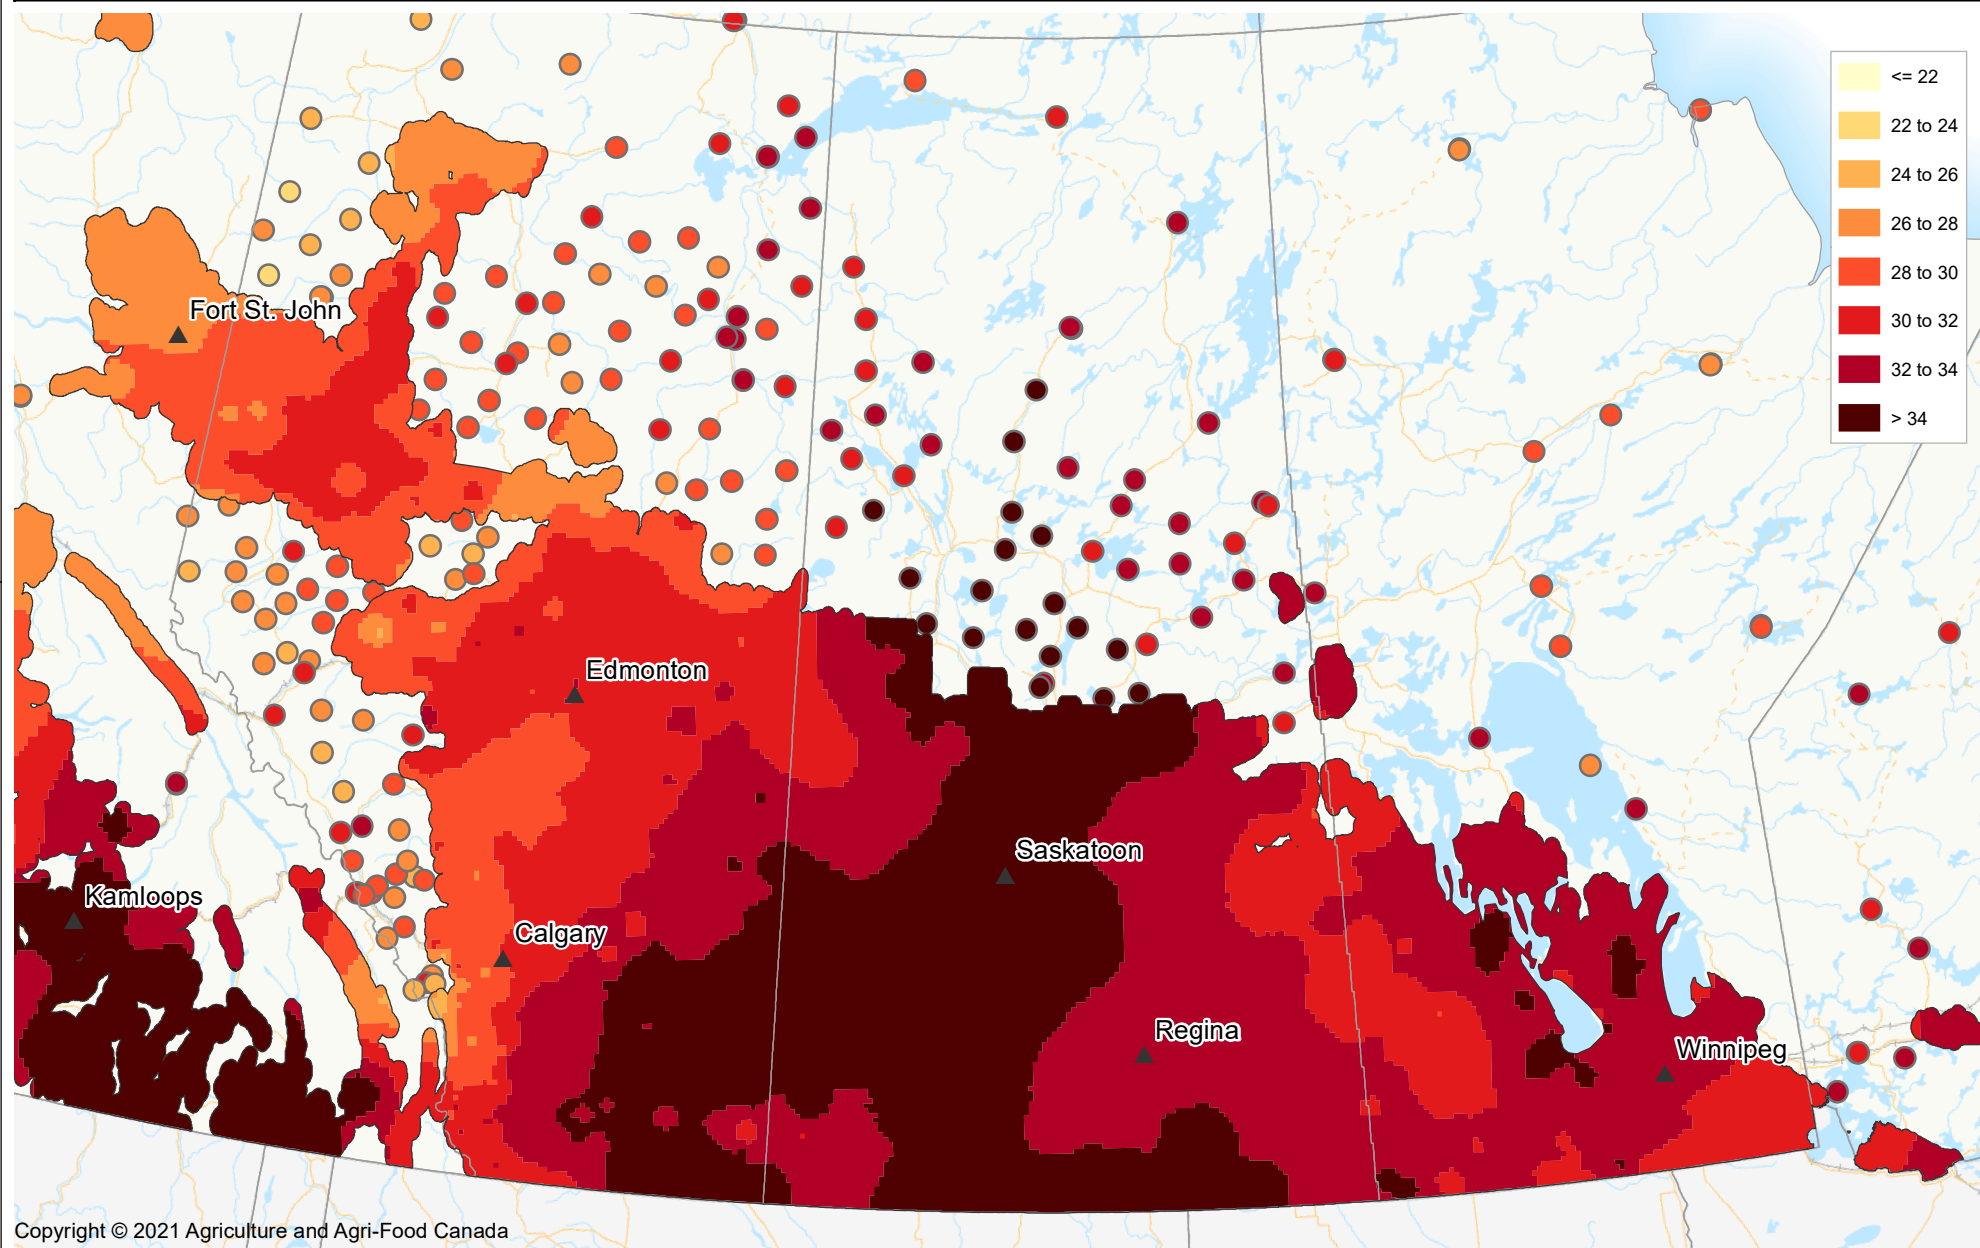 <= 22
22 to 24
24 to 26
26 to 28
28 to 30
30 to 32
32 to 34
> 34
Fort St. John
Edmonton
Saskatoon
Kamloops
Calgary
Regina
Winnipeg
Copyright © 2021 Agriculture and Agri-Food Canada